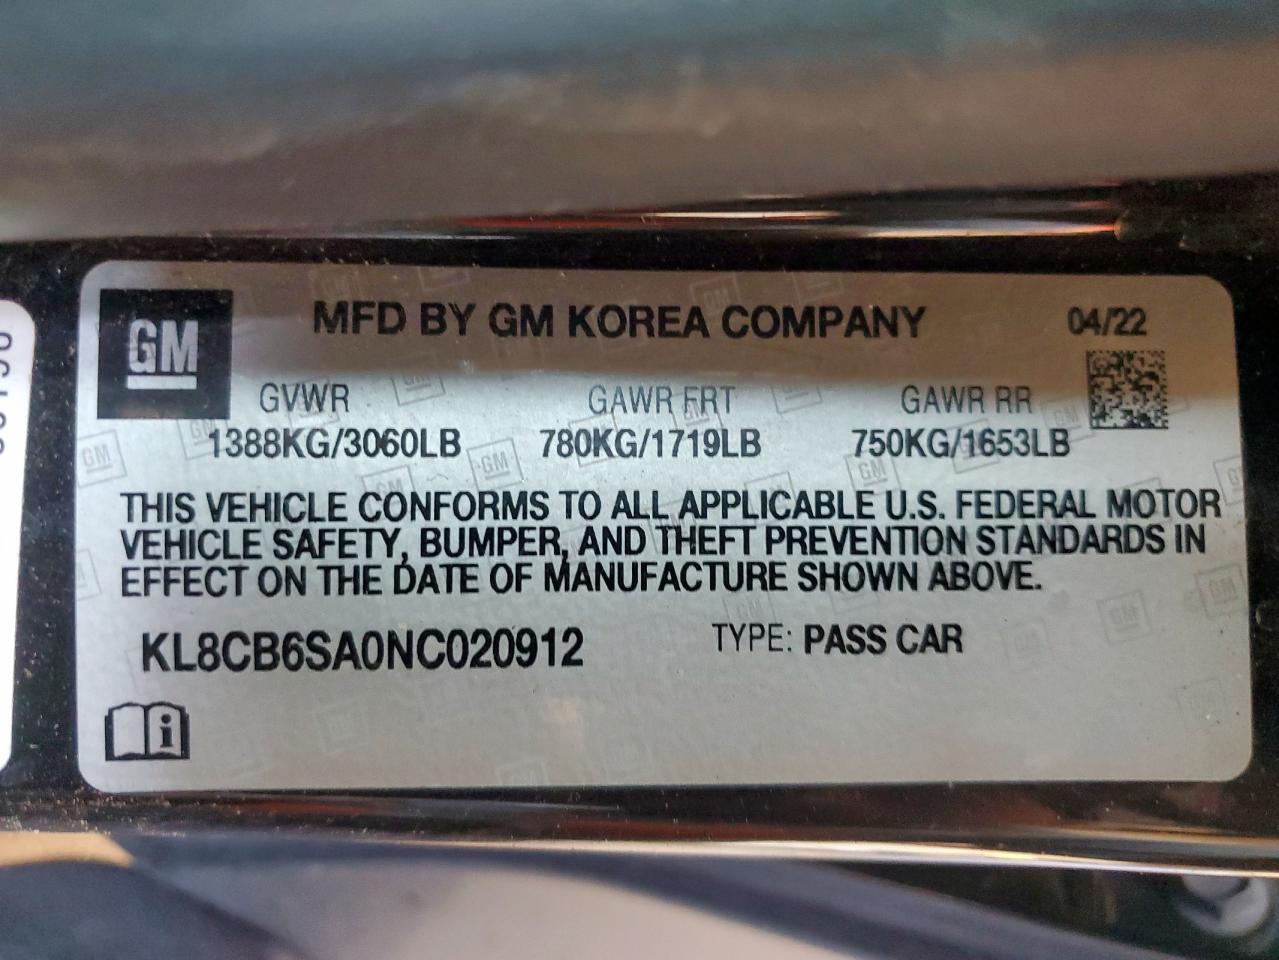 GM
MFD BY GM KOREA COMPANY
04/22
GVWR
GAWR FRT
GAWR RR
1388KG/3060LB
780KG/1719LB
750KG/1653LB
THIS VEHICLE CONFORMS TO ALL APPLICABLE U.S. FEDERAL MOTOR
VEHICLE SAFETY, BUMPER, AND THEFT PREVENTION STANDARDS IN
EFFECT ON THE DATE OF MANUFACTURE SHOWN ABOVE.
KL8CB6SA0NC020912
TYPE: PASS CAR
i